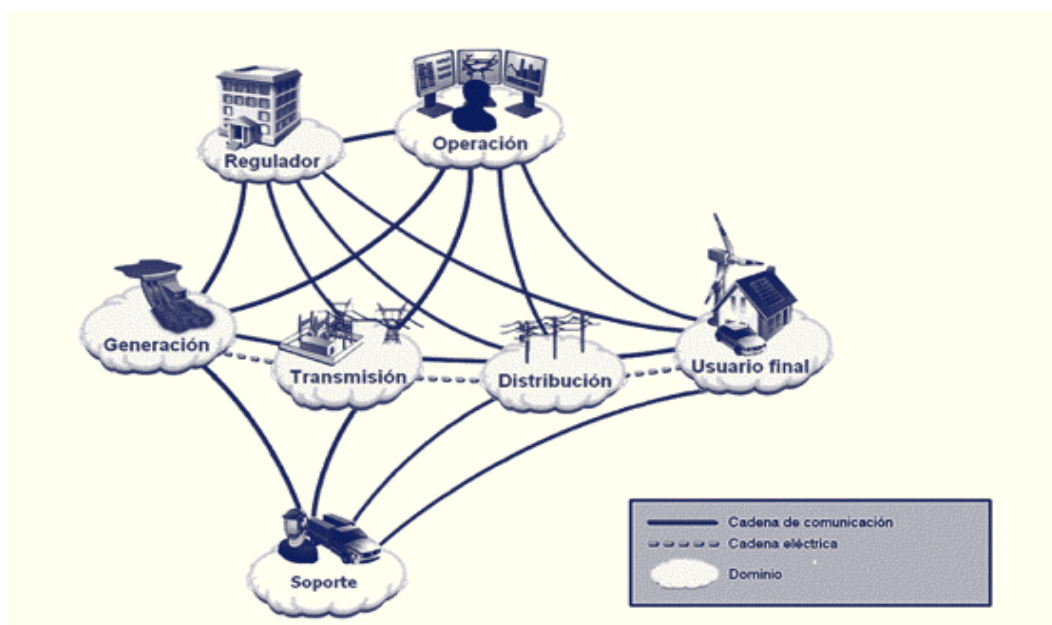 Operación
Regulador
Generación
Transmisión
Distribución
Usuario final
Soporte
Cadena de comunicación
Cadena eléctrica
Dominio